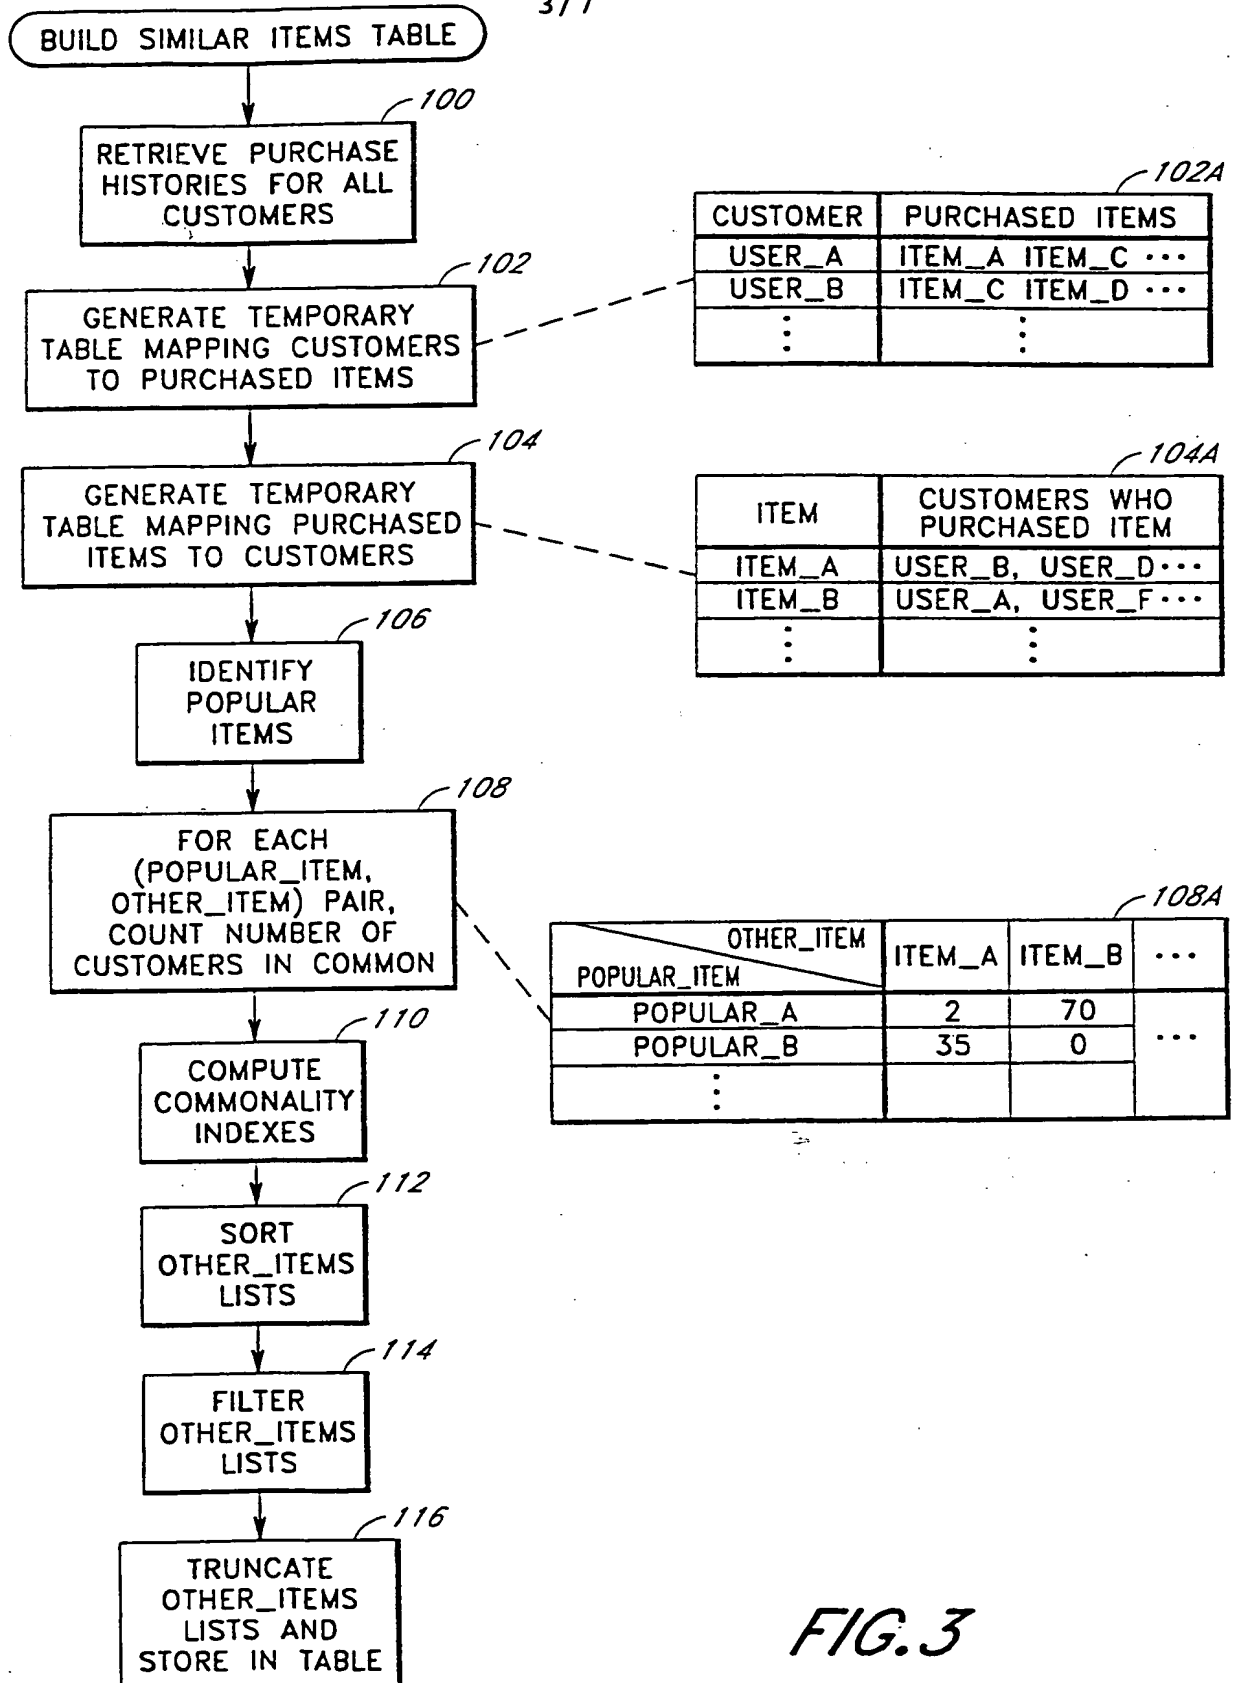 3/7
BUILD SIMILAR ITEMS TABLE
100
RETRIEVE PURCHASE
HISTORIES FOR ALL
CUSTOMERS
102
GENERATE TEMPORARY
TABLE MAPPING CUSTOMERS
TO PURCHASED ITEMS
102A
CUSTOMER PURCHASED ITEMS
USER_A ITEM_A ITEM_C ...
USER_B ITEM_C ITEM_D ...
104
GENERATE TEMPORARY
TABLE MAPPING PURCHASED
ITEMS TO CUSTOMERS
104A
ITEM CUSTOMERS WHO
PURCHASED ITEM
ITEM_A USER_B, USER_D...
ITEM_B USER_A, USER_F...
106
IDENTIFY
POPULAR
ITEMS
108
FOR EACH
(POPULAR_ITEM,
OTHER_ITEM) PAIR,
COUNT NUMBER OF
CUSTOMERS IN COMMON
108A
OTHER_ITEM ITEM_A ITEM_B ...
POPULAR_ITEM
POPULAR_A 2 70
POPULAR_B 35 0 ...
110
COMPUTE
COMMONALITY
INDEXES
112
SORT
OTHER_ITEMS
LISTS
114
FILTER
OTHER_ITEMS
LISTS
116
TRUNCATE
OTHER_ITEMS
LISTS AND
STORE IN TABLE
FIG. 3